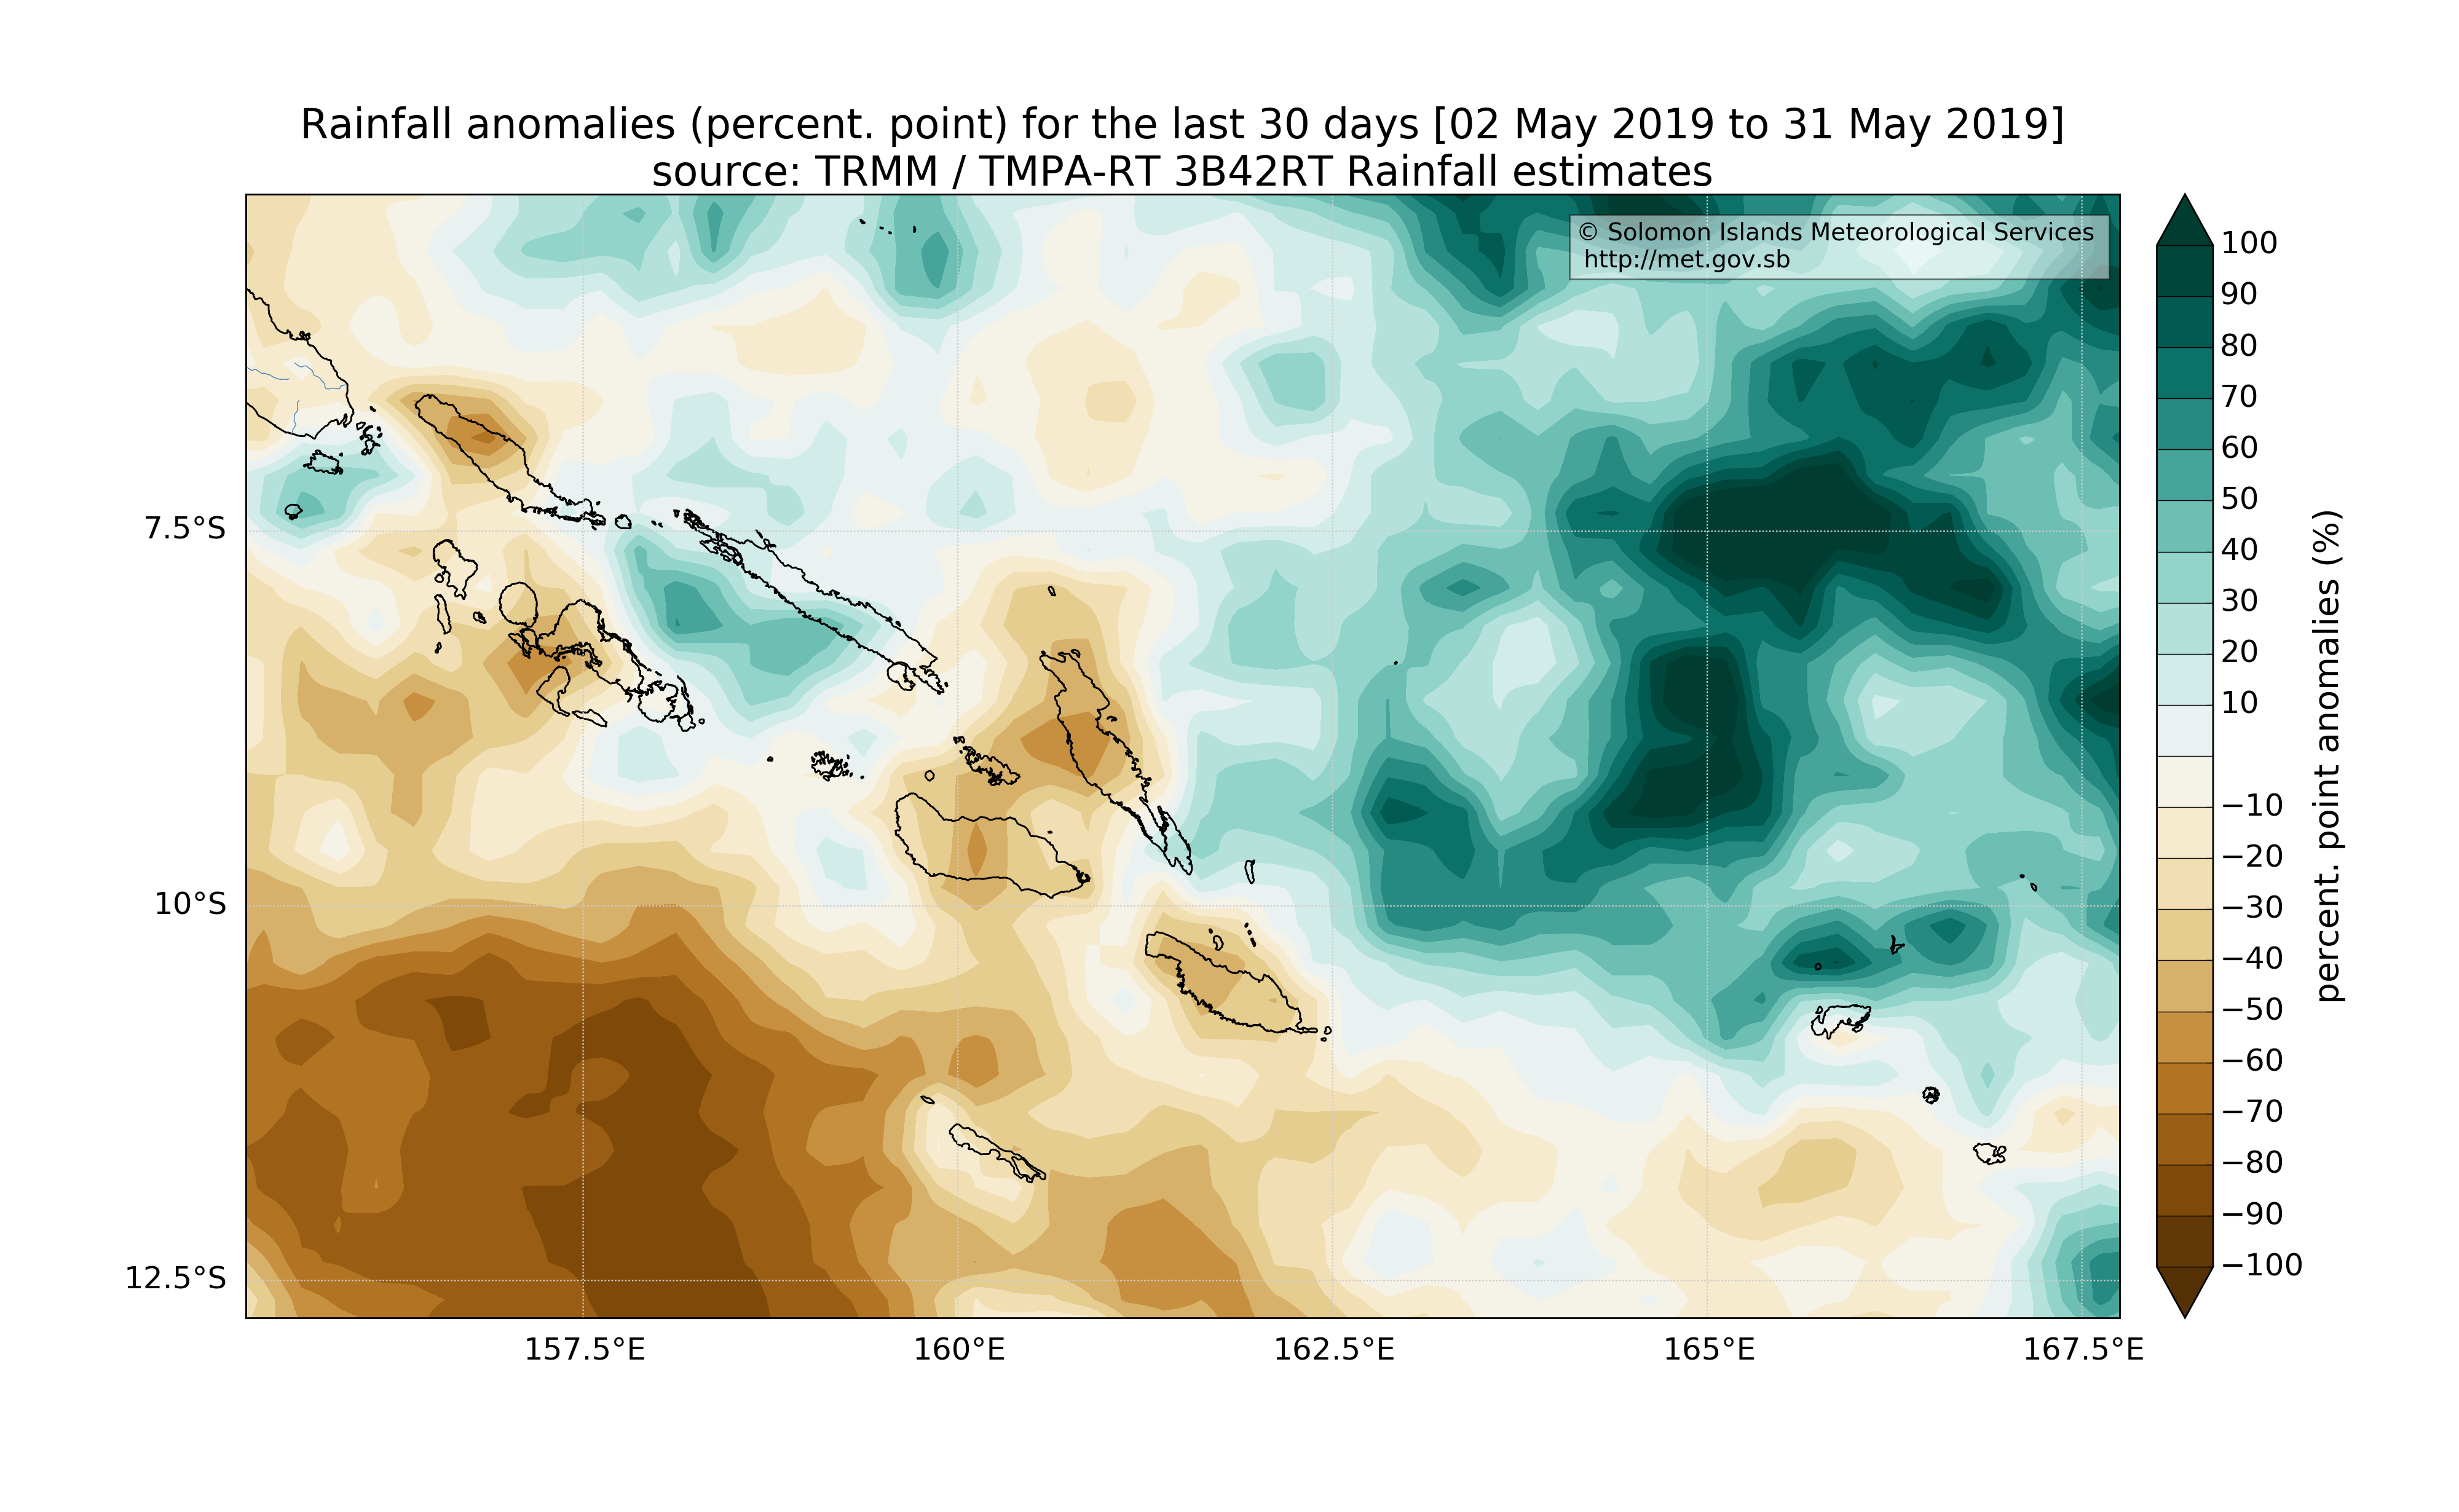 Rainfall anomalies (percent. point) for the last 30 days [02 May 2019 to 31 May 2019]
source: TRMM / TMPA-RT 3B42RT Rainfall estimates
© Solomon Islands Meteorological Services
http://met.gov.sb
7.5°S
10°S
12.5°S
157.5°E
160°E
162.5°E
165°E
167.5°E
100
90
80
70
60
50
40
30
20
10
−10
−20
−30
−40
−50
−60
−70
−80
−90
−100
percent. point anomalies (%)